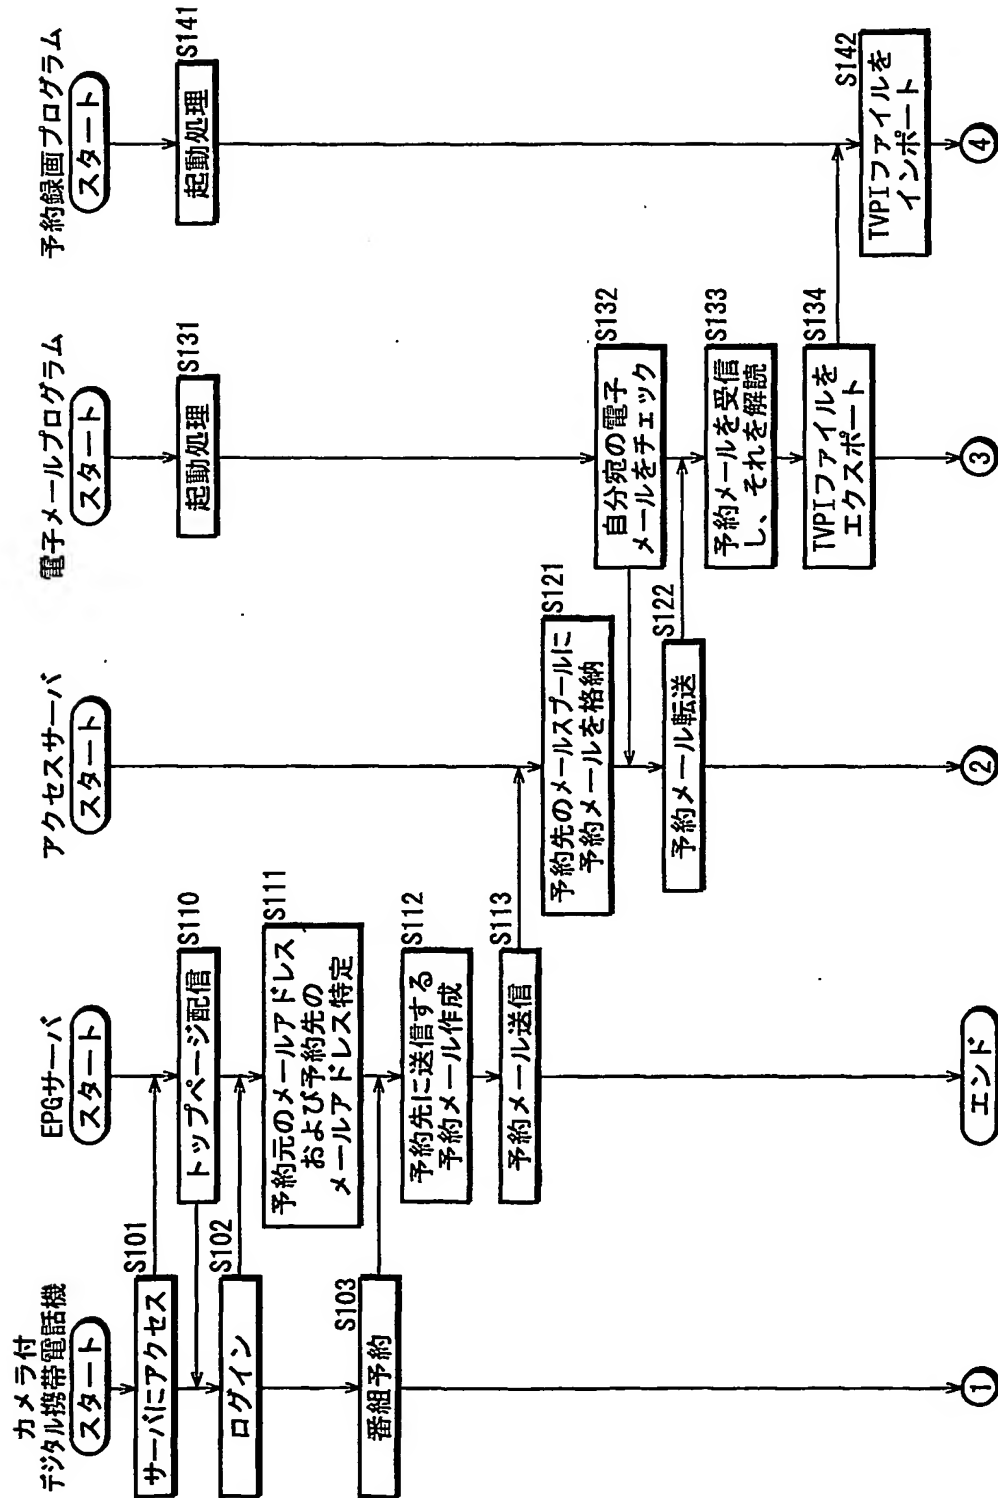 カメラ付
デジタル携帯電話機
スタート
サーバにアクセス
S101
ログイン
S102
番組予約
S103
①
EPGサーバ
スタート
トップページ配信
S110
予約元のメールアドレス
および予約先の
メールアドレス特定
S111
予約先に送信する
予約メール作成
S112
予約メール送信
S113
エンド
アクセスサーバ
スタート
予約先のメールスプールに
予約メールを格納
S121
予約メール転送
S122
②
電子メールプログラム
スタート
起動処理
S131
自分宛の電子
メールをチェック
S132
予約メールを受信
し、それを解読
S133
TVPIファイルを
エクスポート
S134
③
予約録画プログラム
スタート
起動処理
S141
TVPIファイルを
インポート
S142
④